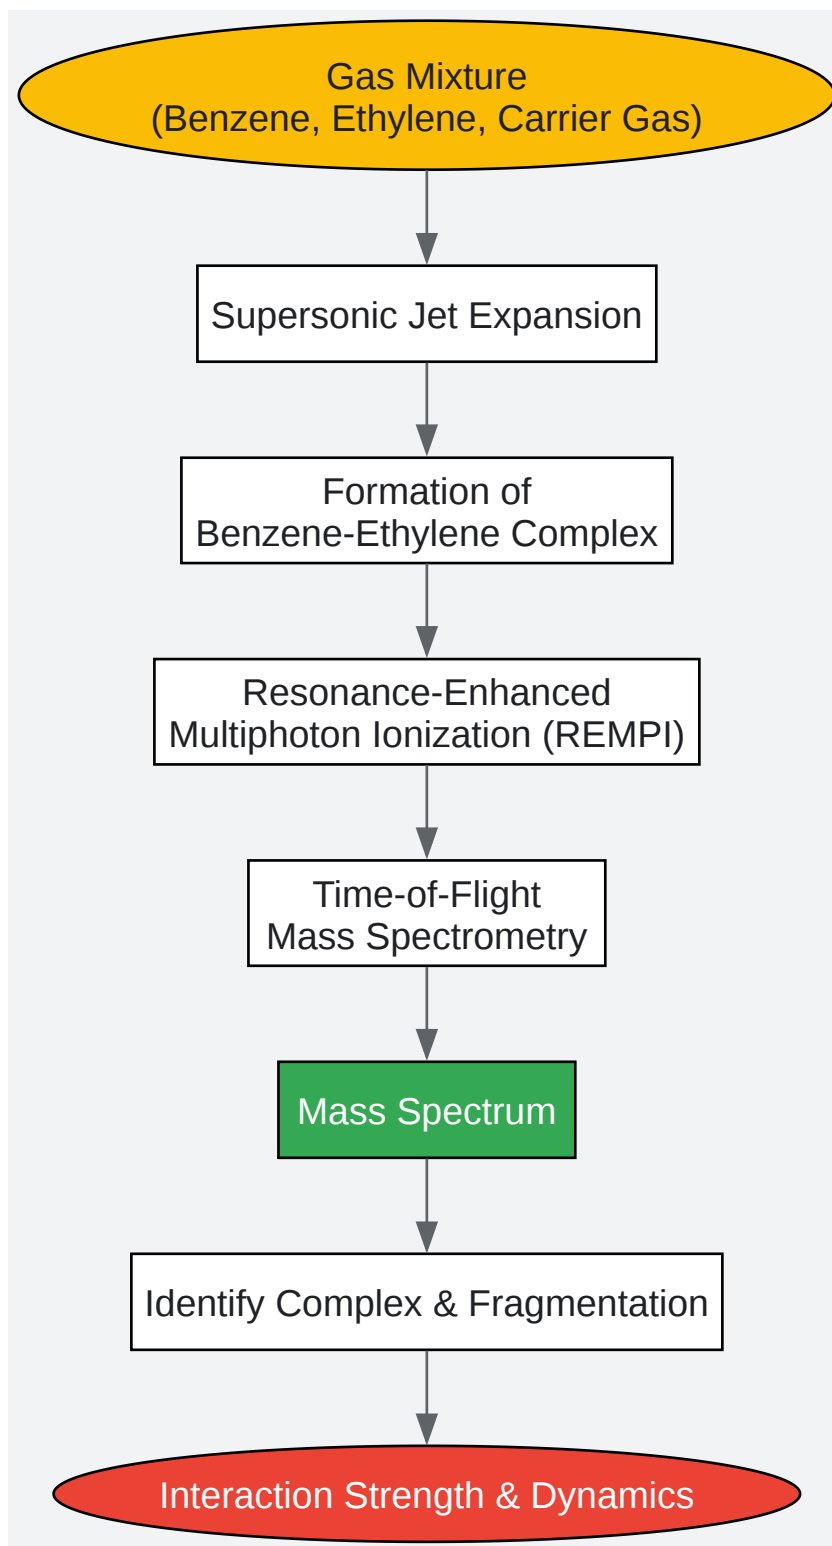 Gas Mixture
(Benzene, Ethylene, Carrier Gas)
Supersonic Jet Expansion
Formation of
Benzene-Ethylene Complex
Resonance-Enhanced
Multiphoton Ionization (REMPI)
Time-of-Flight
Mass Spectrometry
Mass Spectrum
Identify Complex & Fragmentation
Interaction Strength & Dynamics